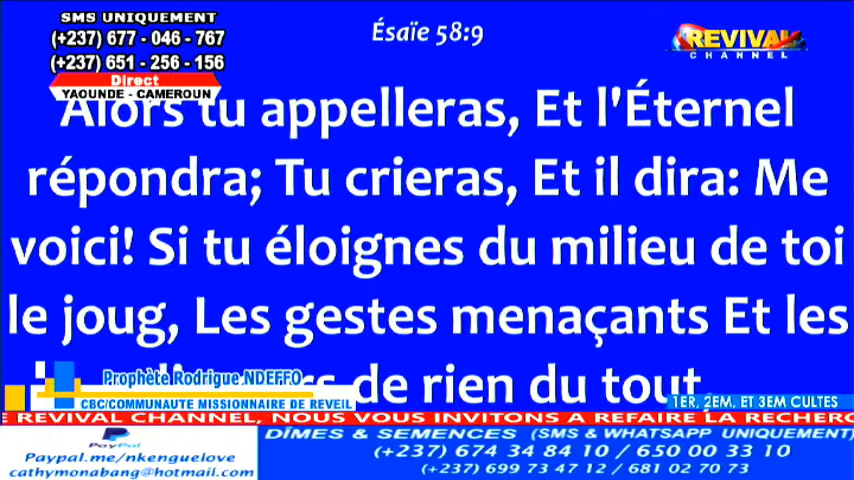 SMS UNIQUEMENT
(+237) 677 - 046 - 767
(+237) 651 - 256 - 156
Direct
YAOUNDE - CAMEROUN
Ésaïe 58:9
REVIVAL
CHANNEL
Alors tu appelleras, Et l'Éternel
répondra; Tu crieras, Et il dira: Me
voici! Si tu éloignes du milieu de toi
le joug, Les gestes menaçants Et les
de rien du tout,
Prophète Rodrigue NDEFFO
CBC/COMMUNAUTE MISSIONNAIRE DE REVEIL
1ER, 2EM, ET 3EM CULTES
E REVIVAL CHANNEL, NOUS VOUS INVITONS A REFAIRE LA RECHERC
PayPal
Paypal.me/nkenguelove
cathymonabang@hotmail.com
DÎMES & SEMENCES (SMS & WHATSAPP UNIQUEMENT)
(+237) 674 34 84 10 / 650 00 33 10
(+237) 699 73 47 12 / 681 02 70 73